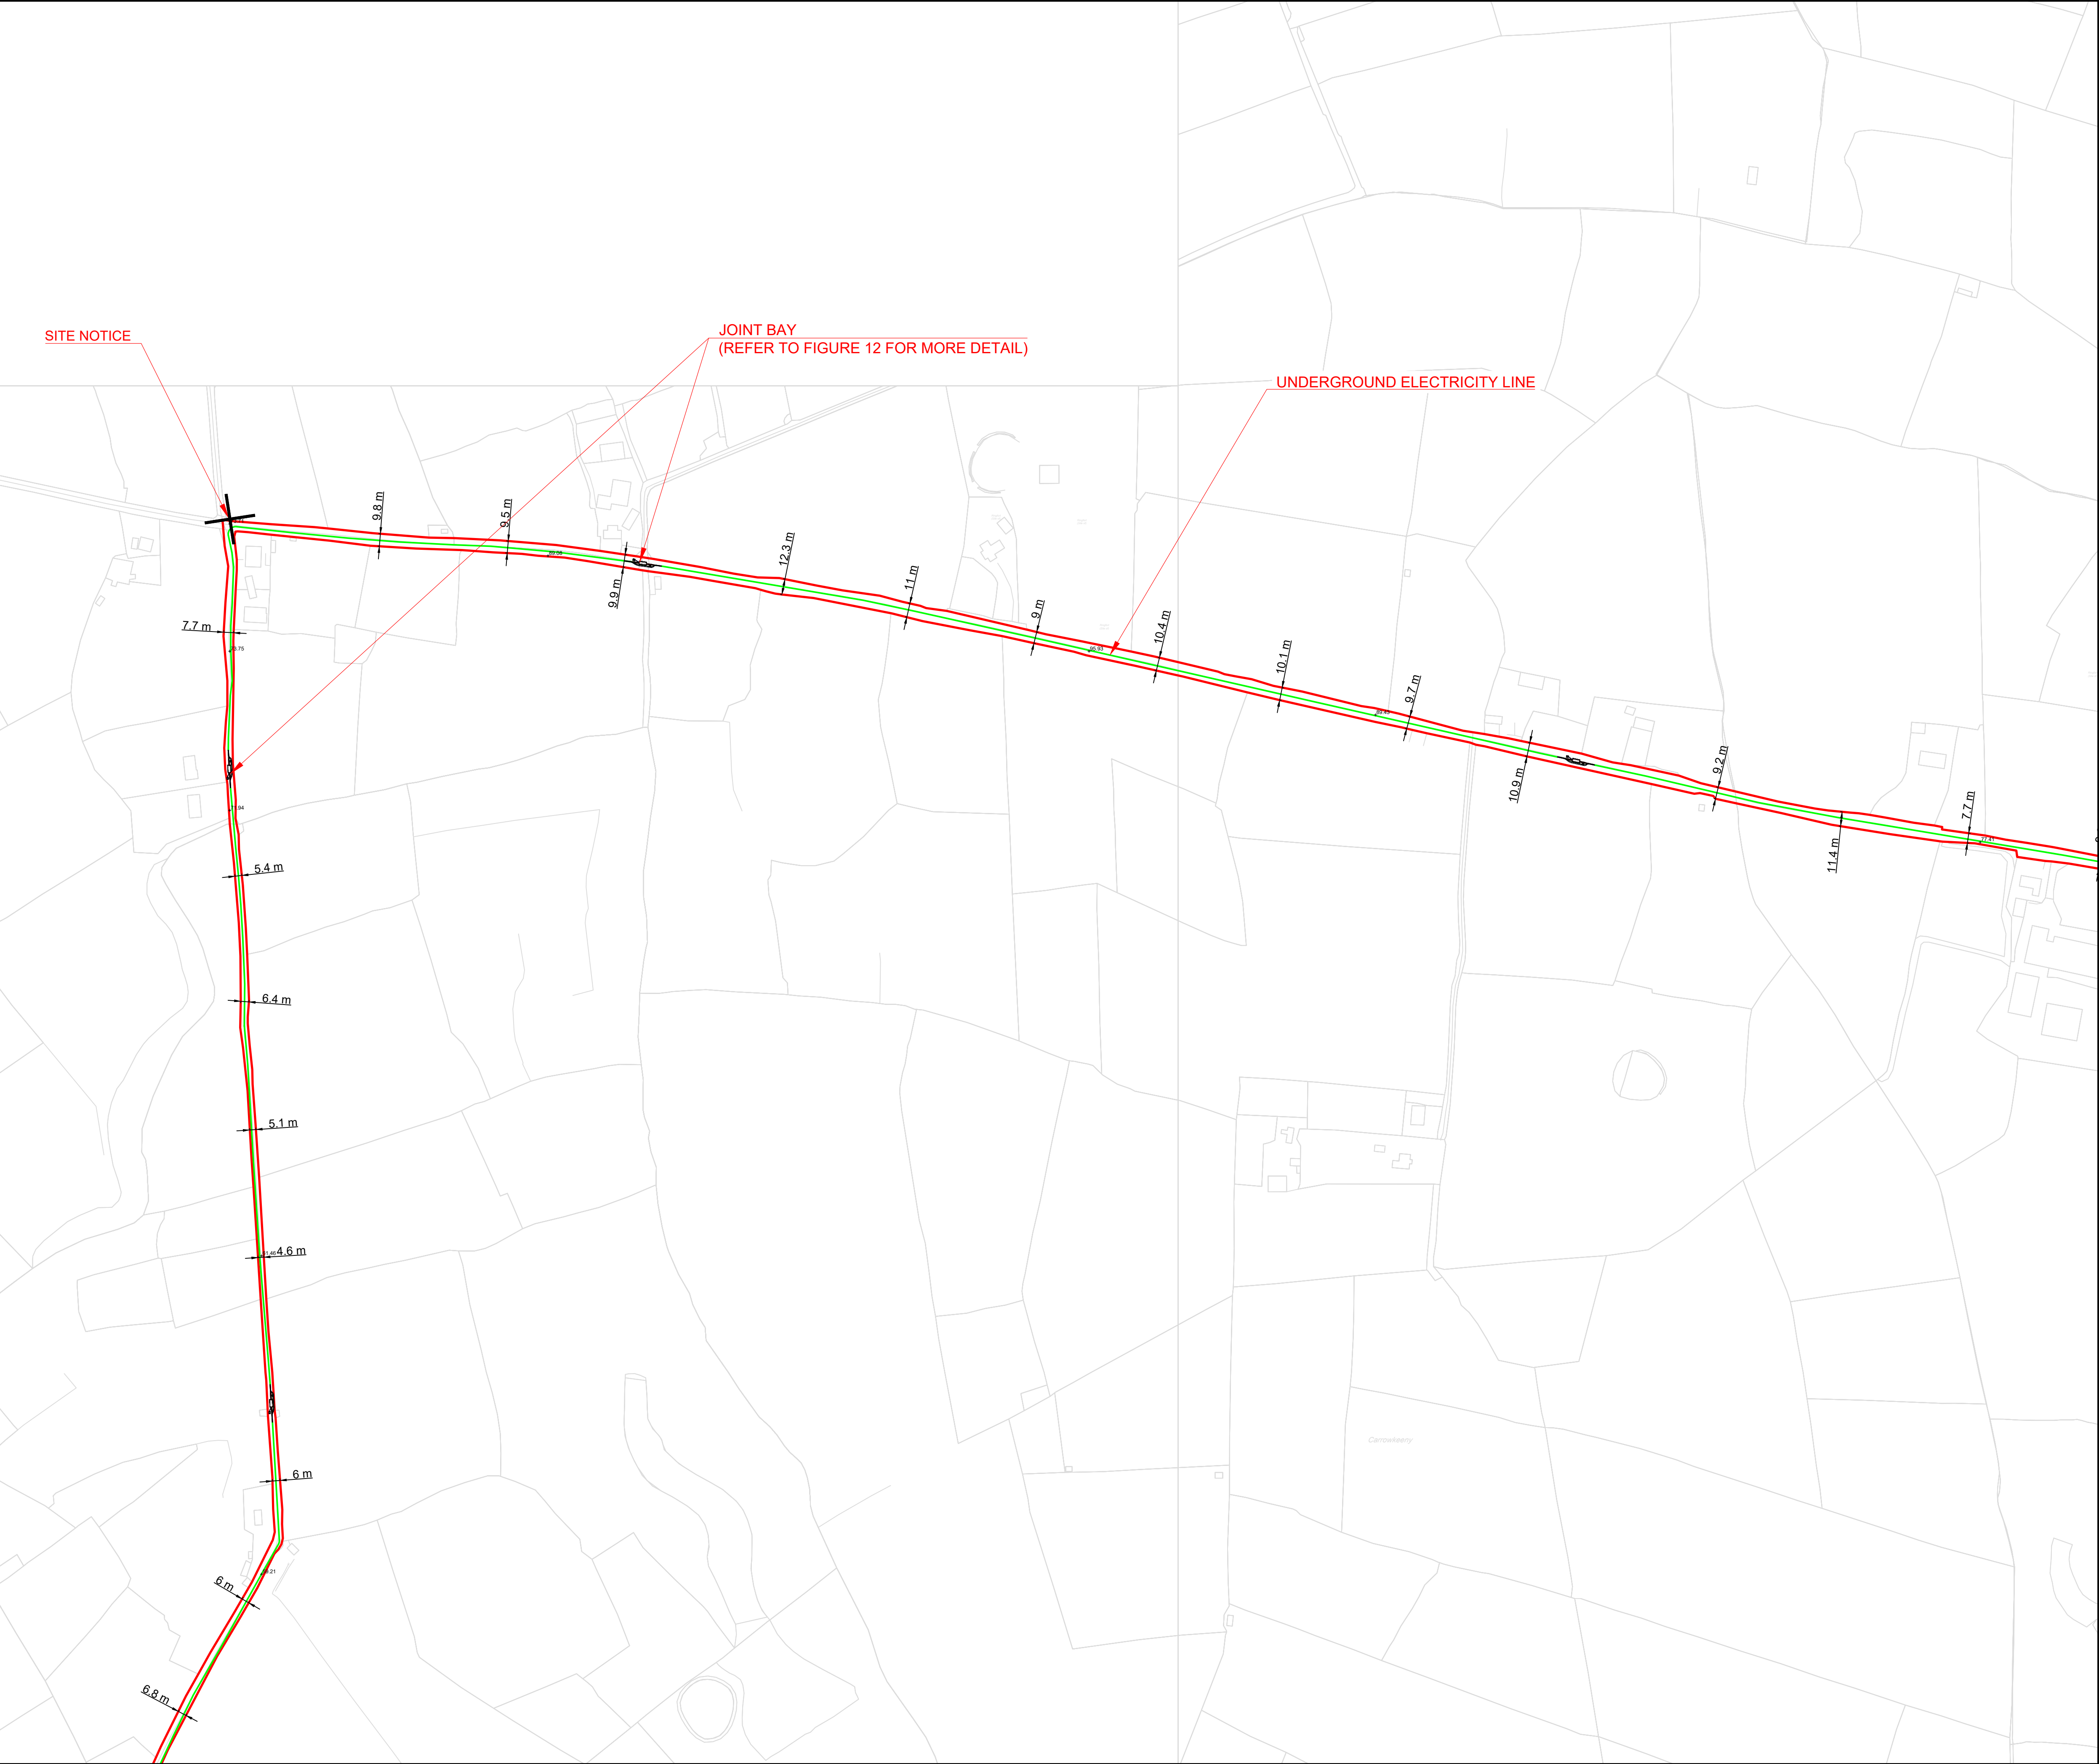 SITE NOTICE
JOINT BAY
(REFER TO FIGURE 12 FOR MORE DETAIL)
UNDERGROUND ELECTRICITY LINE
9.8 m
9.5 m
9.9 m
12.3 m
11 m
9 m
10.4 m
10.1 m
9.7 m
10.9 m
9.2 m
11.4 m
7.7 m
7.7 m
5.4 m
6.4 m
5.1 m
4.6 m
6 m
6 m
6.8 m